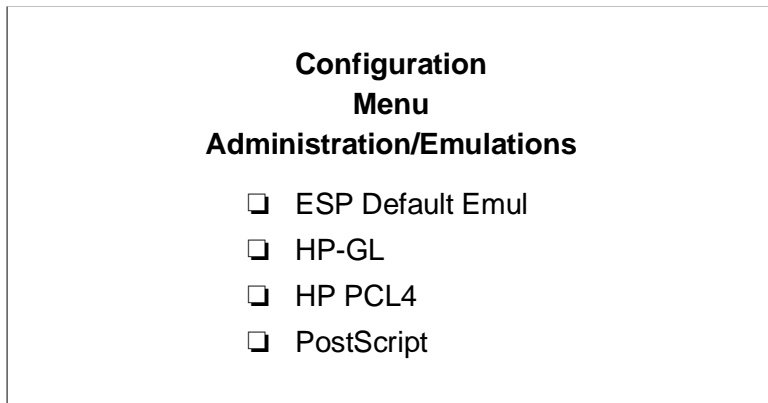 Configuration
Menu
Administration/Emulations
❏ ESP Default Emul
❏ HP-GL
❏ HP PCL4
❏ PostScript